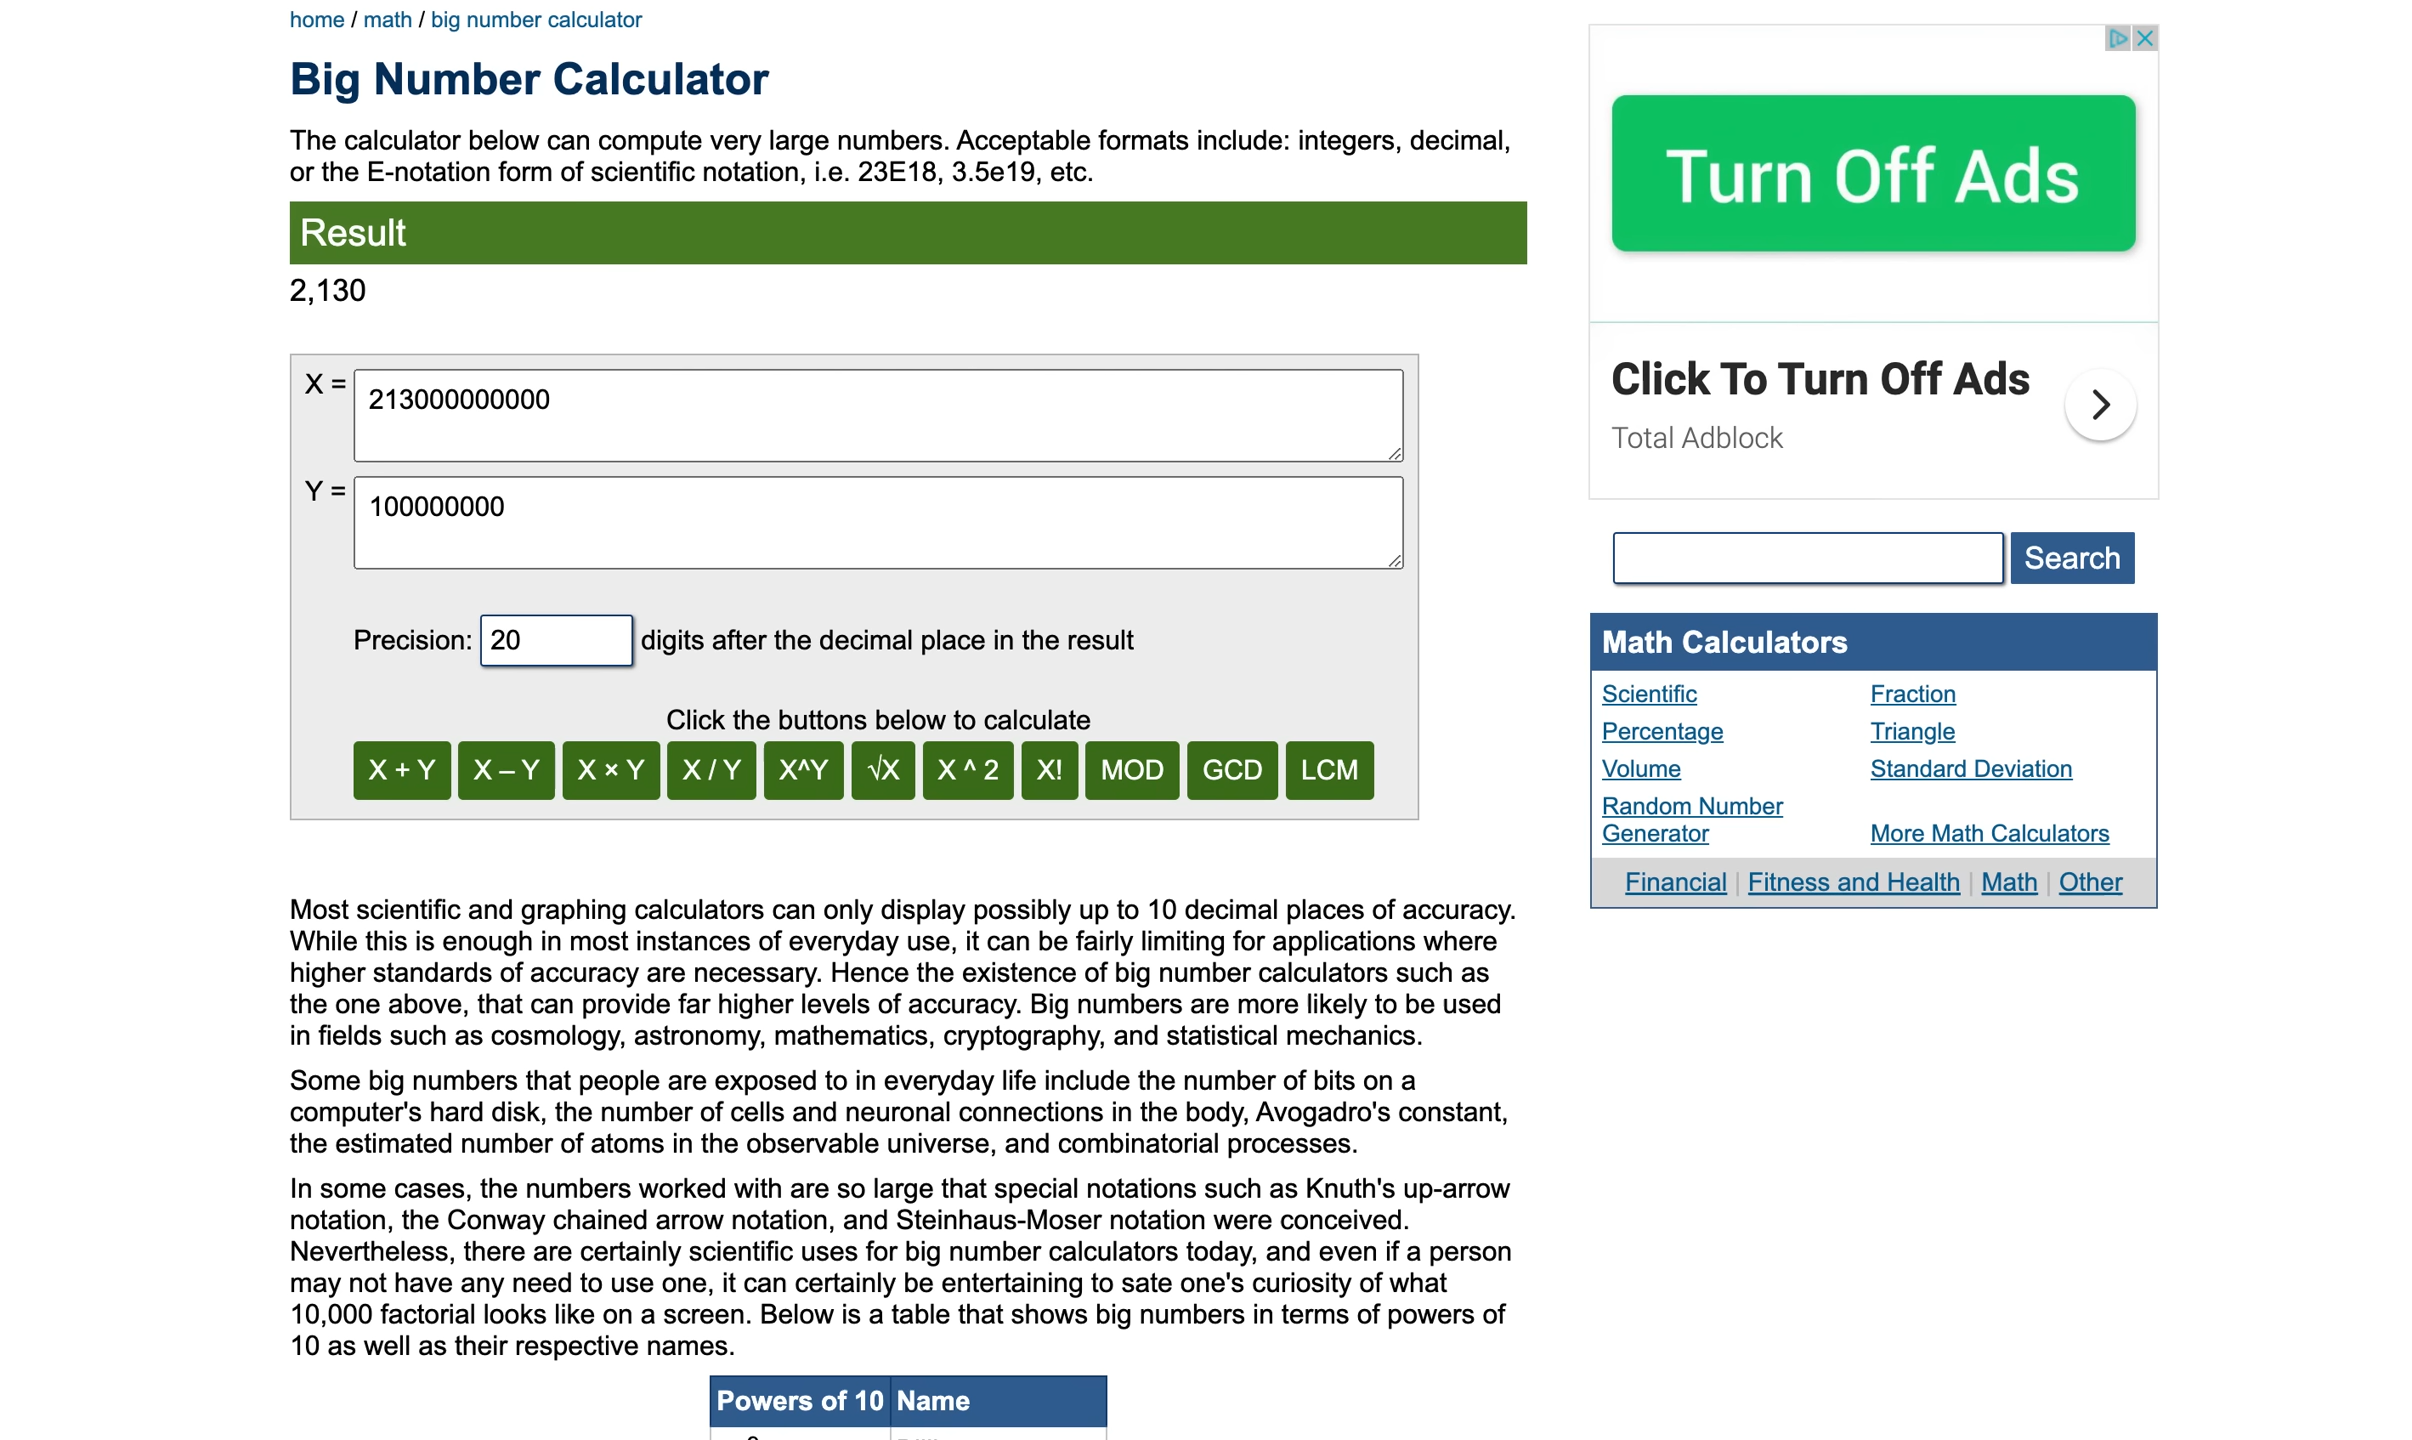 home / math / big number calculator
Big Number Calculator
The calculator below can compute very large numbers. Acceptable formats include: integers, decimal,
or the E-notation form of scientific notation, i.e. 23E18, 3.5e19, etc.
Result
2,130
X =
213000000000
Y =
100000000
Precision: 20 digits after the decimal place in the result
Click the buttons below to calculate
X + Y X – Y X × Y X / Y X^Y √X X ^ 2 X! MOD GCD LCM
Most scientific and graphing calculators can only display possibly up to 10 decimal places of accuracy.
While this is enough in most instances of everyday use, it can be fairly limiting for applications where
higher standards of accuracy are necessary. Hence the existence of big number calculators such as
the one above, that can provide far higher levels of accuracy. Big numbers are more likely to be used
in fields such as cosmology, astronomy, mathematics, cryptography, and statistical mechanics.
Some big numbers that people are exposed to in everyday life include the number of bits on a
computer's hard disk, the number of cells and neuronal connections in the body, Avogadro's constant,
the estimated number of atoms in the observable universe, and combinatorial processes.
In some cases, the numbers worked with are so large that special notations such as Knuth's up-arrow
notation, the Conway chained arrow notation, and Steinhaus-Moser notation were conceived.
Nevertheless, there are certainly scientific uses for big number calculators today, and even if a person
may not have any need to use one, it can certainly be entertaining to sate one's curiosity of what
10,000 factorial looks like on a screen. Below is a table that shows big numbers in terms of powers of
10 as well as their respective names.
Powers of 10 Name
Turn Off Ads
Click To Turn Off Ads
Total Adblock
Search
Math Calculators
Scientific Fraction
Percentage Triangle
Volume Standard Deviation
Random Number
Generator More Math Calculators
Financial | Fitness and Health | Math | Other